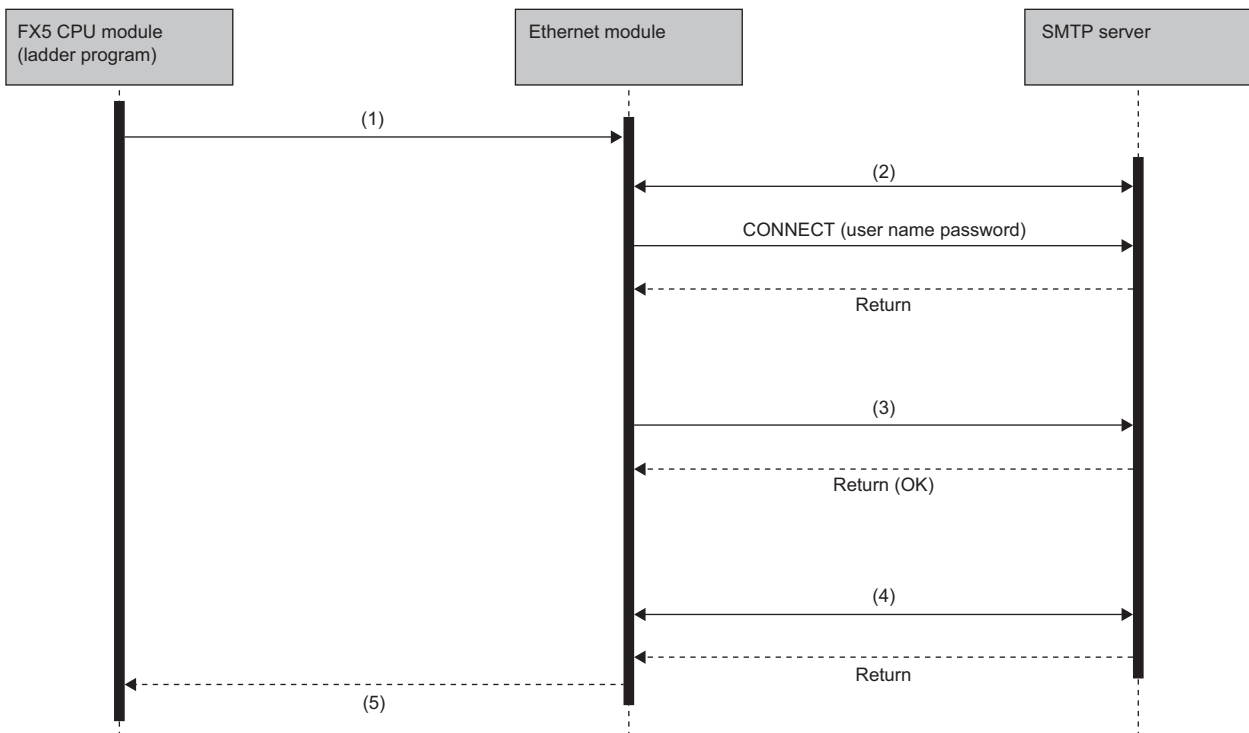 FX5 CPU module
(ladder program)
Ethernet module
SMTP server
(1)
(2)
CONNECT (user name password)
Return
(3)
Return (OK)
(4)
Return
(5)